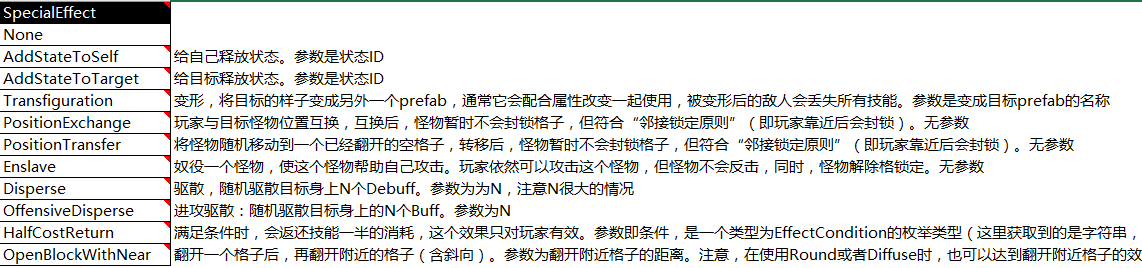 SpecialEffect
None
AddStateToSelf 给自己释放状态。参数是状态ID
AddStateToTarget 给目标释放状态。参数是状态ID
Transfiguration 变形，将目标的样子变成另外一个prefab，通常它会配合属性改变一起使用，被变形后的敌人会丢失所有技能。参数是变成目标prefab的名称
PositionExchange 玩家与目标怪物位置互换，互换后，怪物暂时不会封锁格子，但符合“邻接锁定原则”（即玩家靠近后会封锁）。无参数
PositionTransfer 将怪物随机移动到一个已经翻开的空格子，转移后，怪物暂时不会封锁格子，但符合“邻接锁定原则”（即玩家靠近后会封锁）。无参数
Enslave 奴役一个怪物，使这个怪物帮助自己攻击。玩家依然可以攻击这个怪物，但怪物不会反击，同时，怪物解除格锁定。无参数
Disperse 驱散，随机驱散目标身上N个Debuff。参数为为N，注意N很大的情况
OffensiveDisperse 进攻驱散：随机驱散目标身上的N个Buff。参数为N
HalfCostReturn 满足条件时，会返还技能一半的消耗，这个效果只对玩家有效。参数即条件，是一个类型为EffectCondition的枚举类型（这里获取到的是字符串，
OpenBlockWithNear 翻开一个格子后，再翻开附近的格子（含斜向）。参数为翻开附近格子的距离。注意，在使用Round或者Diffuse时，也可以达到翻开附近格子的效